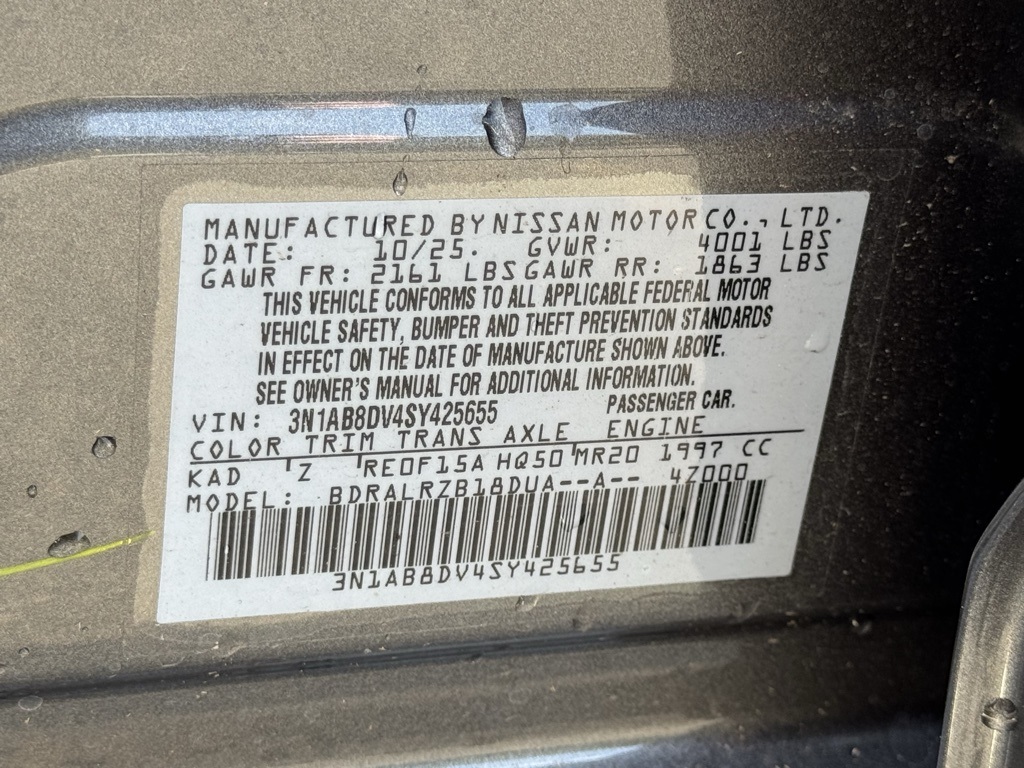 MANUFACTURED BY NISSAN MOTOR CO., LTD.
DATE: 10/25. GVWR: 4001 LBS
GAWR FR: 2161 LBS GAWR RR: 1863 LBS
THIS VEHICLE CONFORMS TO ALL APPLICABLE FEDERAL MOTOR
VEHICLE SAFETY, BUMPER AND THEFT PREVENTION STANDARDS
IN EFFECT ON THE DATE OF MANUFACTURE SHOWN ABOVE.
SEE OWNER'S MANUAL FOR ADDITIONAL INFORMATION.
VIN: 3N1AB8DV4SY425655 PASSENGER CAR.
COLOR TRIM TRANS AXLE ENGINE
KAD Z RE0F15A HQ50 MR20 1997 CC
MODEL: BDRALRZB18DUA--A-- 4Z000
3N1AB8DV4SY425655